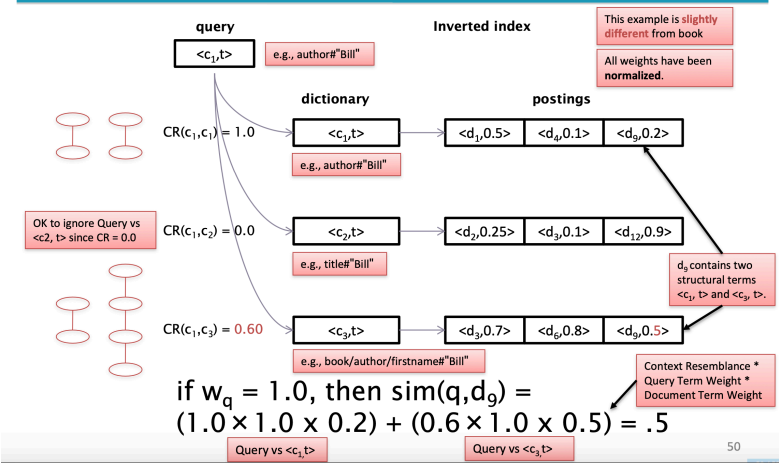 query
Inverted index
This example is slightly
different from book
<c₁,t>
e.g., author#"Bill"
All weights have been
normalized.
dictionary
postings
CR(c₁,c₁) = 1.0
<c₁,t>
<d₁,0.5>
<d₄,0.1>
<d₉,0.2>
e.g., author#"Bill"
OK to ignore Query vs
<c2, t> since CR = 0.0
CR(c₁,c₂) = 0.0
<c₂,t>
<d₂,0.25>
<d₃,0.1>
<d₁₂,0.9>
e.g., title#"Bill"
d₉ contains two
structural terms
<c₁, t> and <c₃, t>.
CR(c₁,c₃) = 0.60
<c₃,t>
<d₃,0.7>
<d₆,0.8>
<d₉,0.5>
e.g., book/author/firstname#"Bill"
Context Resemblance *
Query Term Weight *
Document Term Weight
if w_q = 1.0, then sim(q,d₉) =
(1.0×1.0 x 0.2) + (0.6×1.0 x 0.5) = .5
Query vs <c₁,t>
Query vs <c₃,t>
50